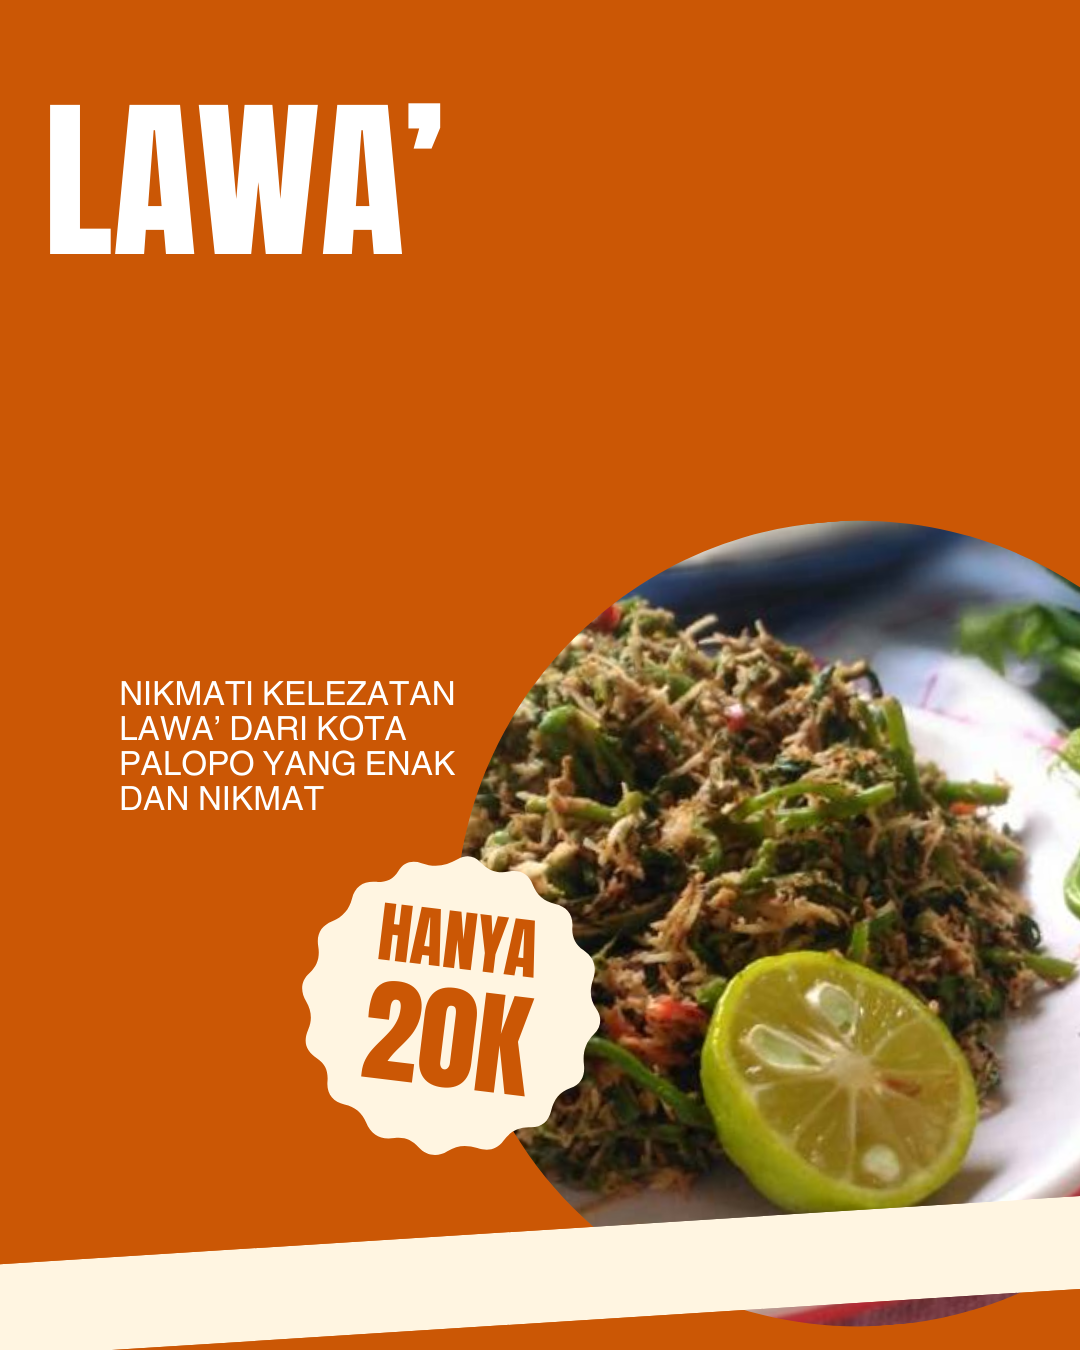 LAWA’
NIKMATI KELEZATAN
LAWA’ DARI KOTA
PALOPO YANG ENAK
DAN NIKMAT
HANYA
20K